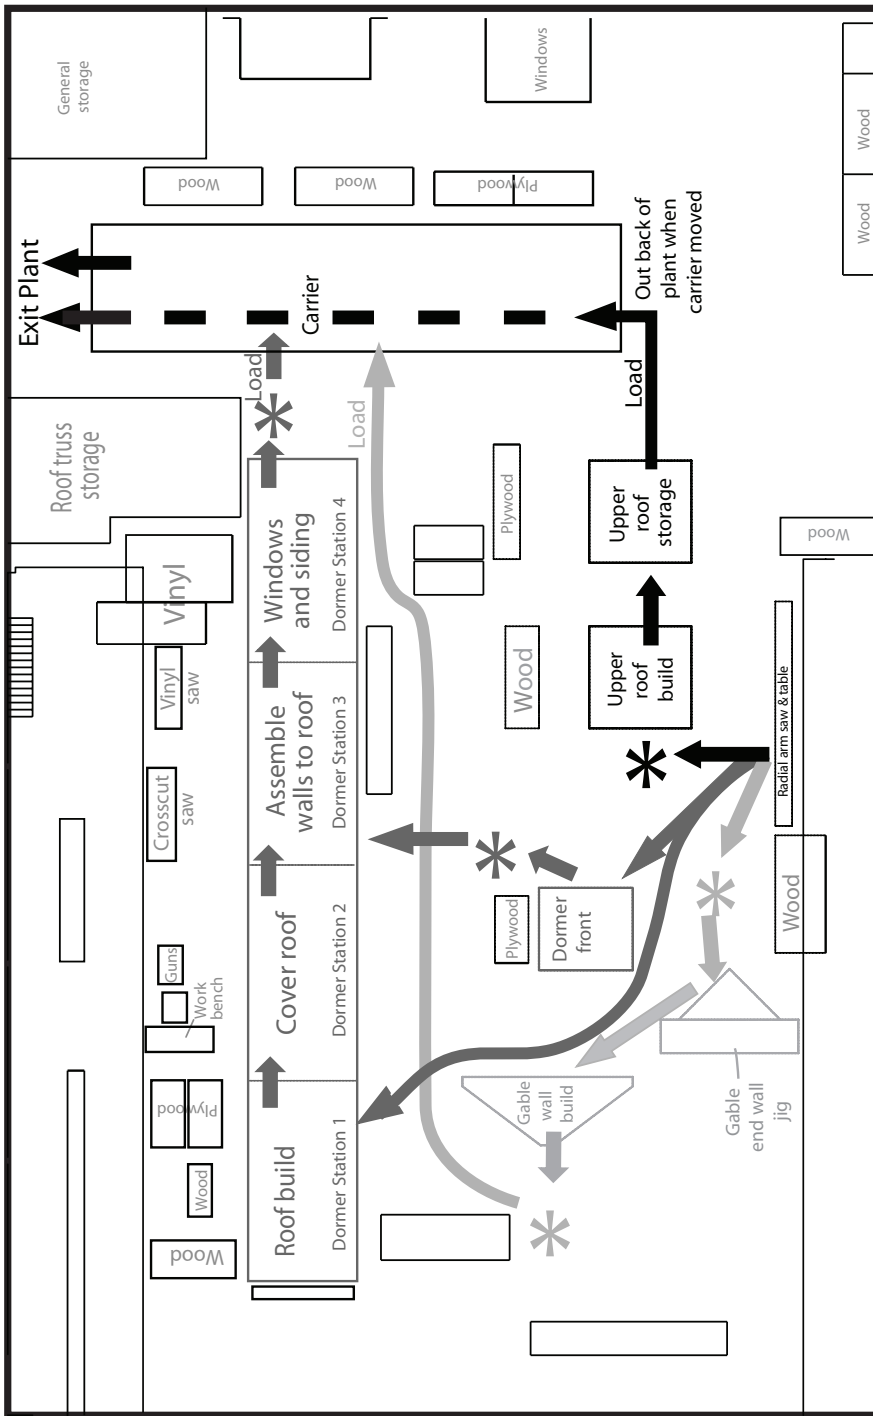 General
storage
Windows
Wood
Wood
Wood
Wood
Plywood
Exit Plant
Carrier
Out back of
plant when
carrier moved
Load
Load
Load
Roof truss
storage
Vinyl
Vinyl
saw
Crosscut
saw
Guns
Work
bench
Plywood
Wood
Wood
Windows
and siding
Dormer Station 4
Assemble
walls to roof
Dormer Station 3
Cover roof
Dormer Station 2
Roof build
Dormer Station 1
Plywood
Upper
roof
storage
Wood
Wood
Upper
roof
build
Radial arm saw & table
Wood
Plywood
Dormer
front
Gable
wall
build
Gable
end wall
jig